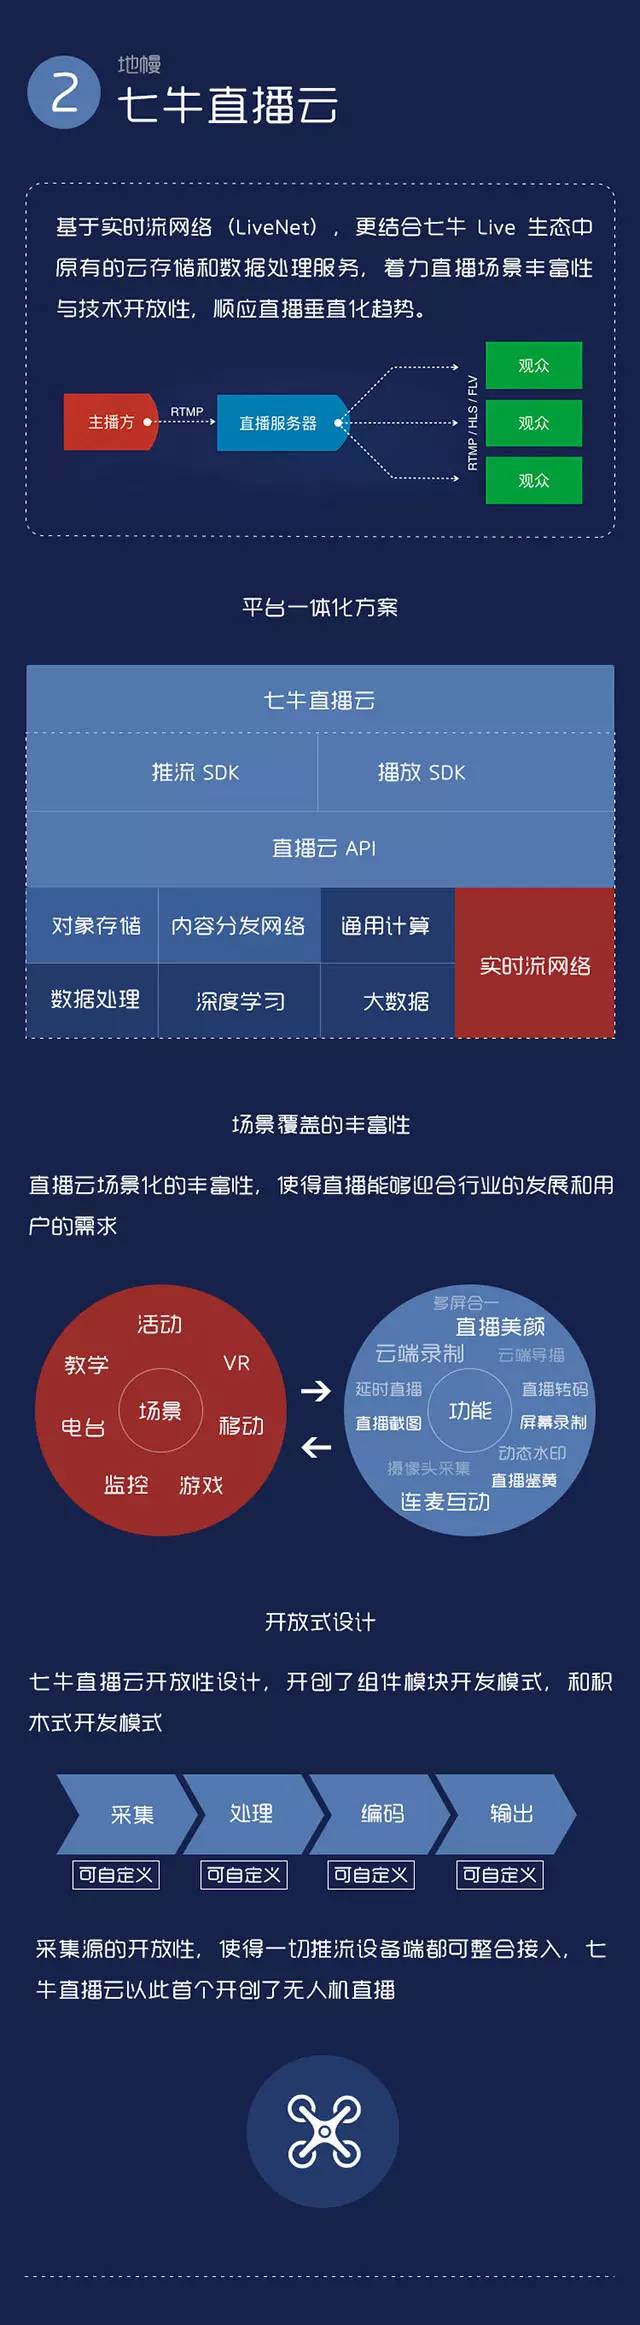 地幔
2
七牛直播云
基于实时流网络（LiveNet），更结合七牛 Live 生态中
原有的云存储和数据处理服务，着力直播场景丰富性
与技术开放性，顺应直播垂直化趋势。
主播方
RTMP
直播服务器
RTMP / HLS / FLV
观众
观众
观众
平台一体化方案
七牛直播云
推流 SDK
播放 SDK
直播云 API
对象存储
内容分发网络
通用计算
实时流网络
数据处理
深度学习
大数据
场景覆盖的丰富性
直播云场景化的丰富性，使得直播能够迎合行业的发展和用
户的需求
活动
教学
VR
场景
电台
移动
监控
游戏
多屏合一
直播美颜
云端录制
云端导播
延时直播
直播转码
功能
直播截图
屏幕录制
动态水印
摄像头采集
直播鉴黄
连麦互动
开放式设计
七牛直播云开放性设计，开创了组件模块开发模式，和积
木式开发模式
采集
处理
编码
输出
可自定义
可自定义
可自定义
可自定义
采集源的开放性，使得一切推流设备端都可整合接入，七
牛直播云以此首个开创了无人机直播